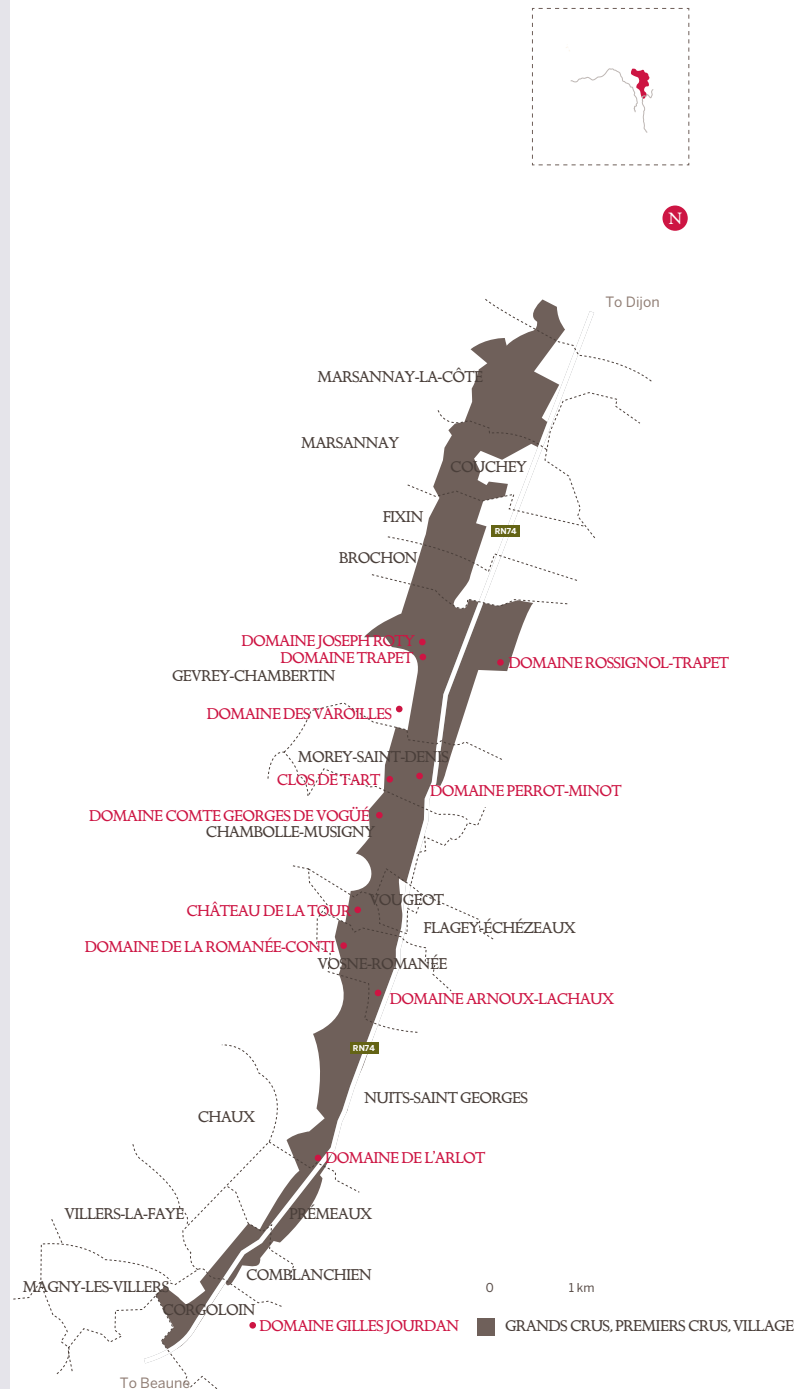 N
To Dijon
MARSANNAY-LA-CÔTE
MARSANNAY
COUCHEY
FIXIN
RN74
BROCHON
DOMAINE JOSEPH ROTY
DOMAINE TRAPET
DOMAINE ROSSIGNOL-TRAPET
GEVREY-CHAMBERTIN
DOMAINE DES VAROILLES
MOREY-SAINT-DENIS
CLOS DE TART
DOMAINE PERROT-MINOT
DOMAINE COMTE GEORGES DE VOGÜÉ
CHAMBOLLE-MUSIGNY
VOUGEOT
CHÂTEAU DE LA TOUR
FLAGEY-ÉCHÉZEAUX
DOMAINE DE LA ROMANÉE-CONTI
VOSNE-ROMANÉE
DOMAINE ARNOUX-LACHAUX
RN74
NUITS-SAINT GEORGES
CHAUX
DOMAINE DE L'ARLOT
VILLERS-LA-FAYE
PRÉMEAUX
COMBLANCHIEN
MAGNY-LES-VILLERS
0 1 km
CORGOLOIN
DOMAINE GILLES JOURDAN
GRANDS CRUS, PREMIERS CRUS, VILLAGE
To Beaune